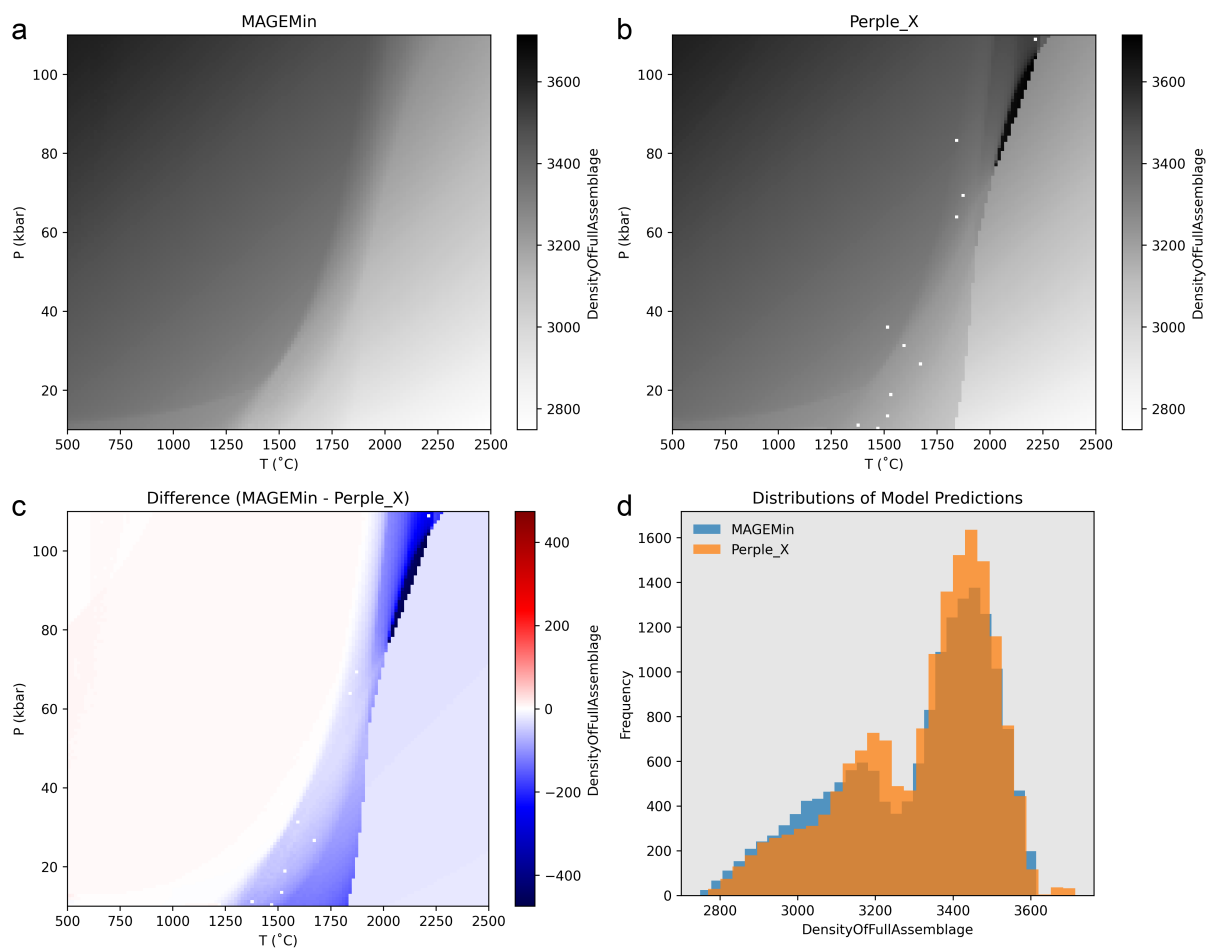 a
MAGEMin
100
80
60
40
20
P (kbar)
500 750 1000 1250 1500 1750 2000 2250 2500
T (˚C)
3600
3400
3200
3000
2800
DensityOfFullAssemblage
b
Perple_X
100
80
60
40
20
P (kbar)
500 750 1000 1250 1500 1750 2000 2250 2500
T (˚C)
3600
3400
3200
3000
2800
DensityOfFullAssemblage
c
Difference (MAGEMin - Perple_X)
100
80
60
40
20
P (kbar)
500 750 1000 1250 1500 1750 2000 2250 2500
T (˚C)
400
200
0
−200
−400
DensityOfFullAssemblage
d
Distributions of Model Predictions
MAGEMin
Perple_X
1600
1400
1200
1000
800
600
400
200
0
Frequency
2800 3000 3200 3400 3600
DensityOfFullAssemblage